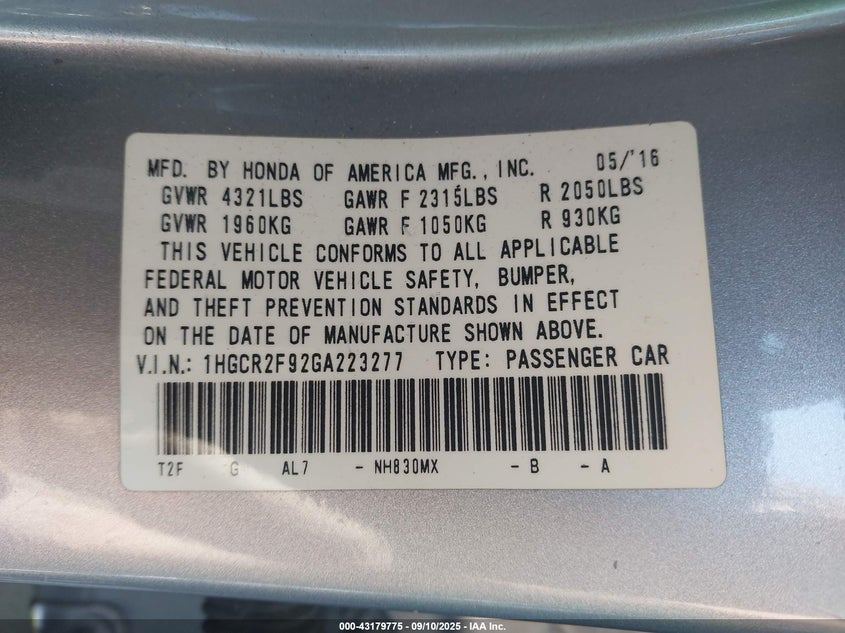 MFD. BY HONDA OF AMERICA MFG., INC. 05/'16
GVWR 4321LBS GAWR F 2315LBS R 2050LBS
GVWR 1960KG GAWR F 1050KG R 930KG
THIS VEHICLE CONFORMS TO ALL APPLICABLE
FEDERAL MOTOR VEHICLE SAFETY, BUMPER,
AND THEFT PREVENTION STANDARDS IN EFFECT
ON THE DATE OF MANUFACTURE SHOWN ABOVE.
V.I.N.: 1HGCR2F92GA223277 TYPE: PASSENGER CAR
T2F G AL7 - NH830MX - B - A
000-43179775 - 09/10/2025 - IAA Inc.